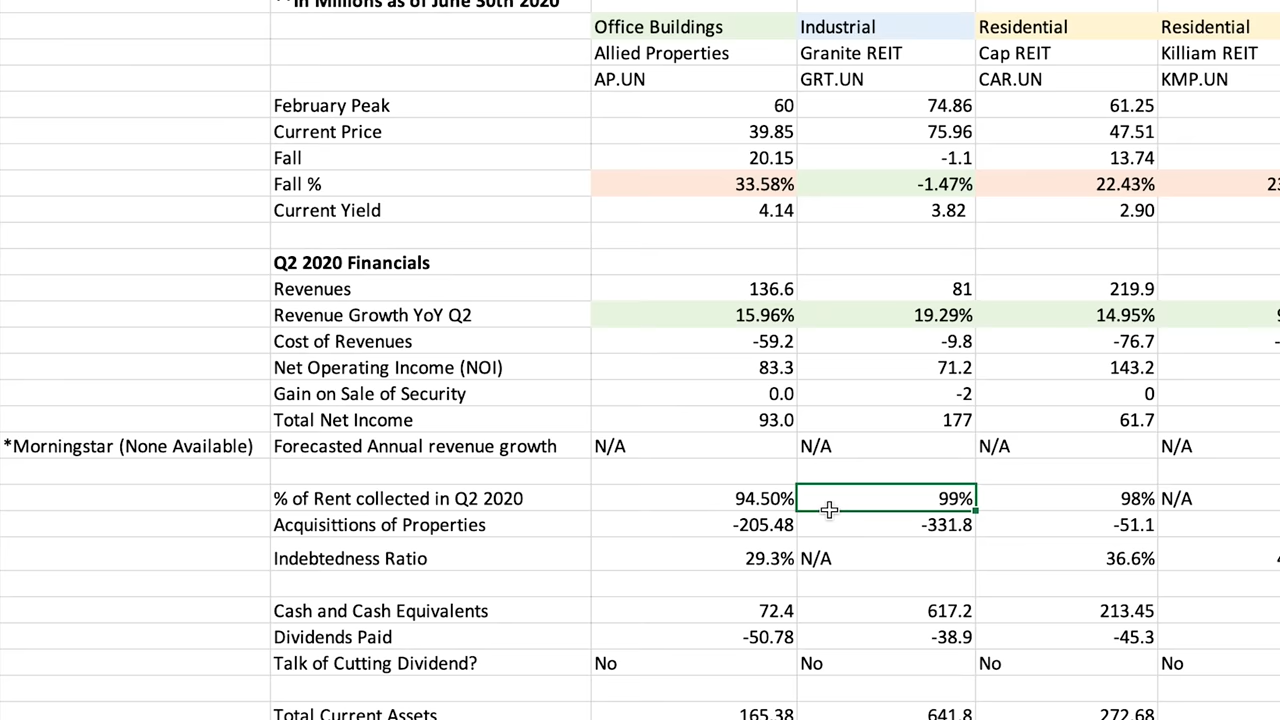 **In Millions as of June 30th 2020
Office Buildings Industrial Residential Residential
Allied Properties Granite REIT Cap REIT Killiam REIT
AP.UN GRT.UN CAR.UN KMP.UN
February Peak 60 74.86 61.25
Current Price 39.85 75.96 47.51
Fall 20.15 -1.1 13.74
Fall % 33.58% -1.47% 22.43%
Current Yield 4.14 3.82 2.90
Q2 2020 Financials
Revenues 136.6 81 219.9
Revenue Growth YoY Q2 15.96% 19.29% 14.95%
Cost of Revenues -59.2 -9.8 -76.7
Net Operating Income (NOI) 83.3 71.2 143.2
Gain on Sale of Security 0.0 -2 0
Total Net Income 93.0 177 61.7
*Morningstar (None Available) Forecasted Annual revenue growth N/A N/A N/A N/A
% of Rent collected in Q2 2020 94.50% 99% 98% N/A
Acquisittions of Properties -205.48 -331.8 -51.1
Indebtedness Ratio 29.3% N/A 36.6%
Cash and Cash Equivalents 72.4 617.2 213.45
Dividends Paid -50.78 -38.9 -45.3
Talk of Cutting Dividend? No No No No
Total Current Assets 165.38 641.8 272.68